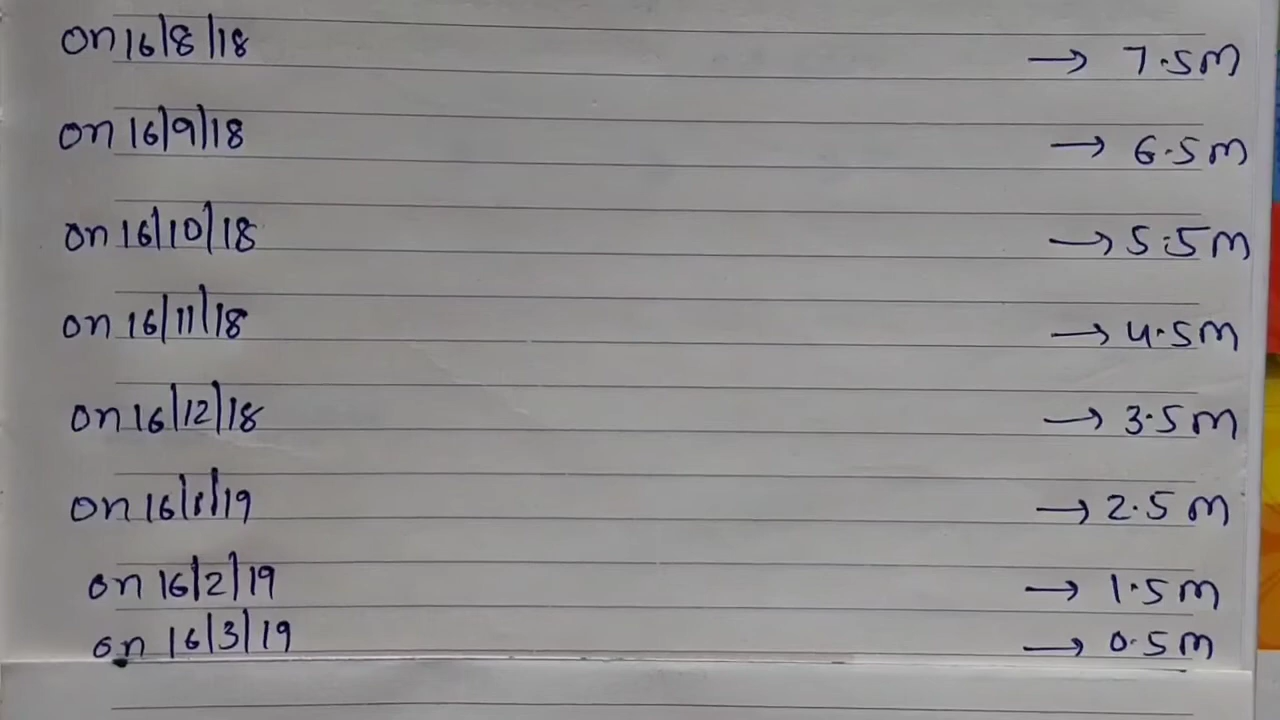 on 16/8/18 → 7.5m
on 16/9/18 → 6.5m
on 16/10/18 → 5.5m
on 16/11/18 → 4.5m
on 16/12/18 → 3.5m
on 16/1/19 → 2.5m
on 16/2/19 → 1.5m
on 16/3/19 → 0.5m